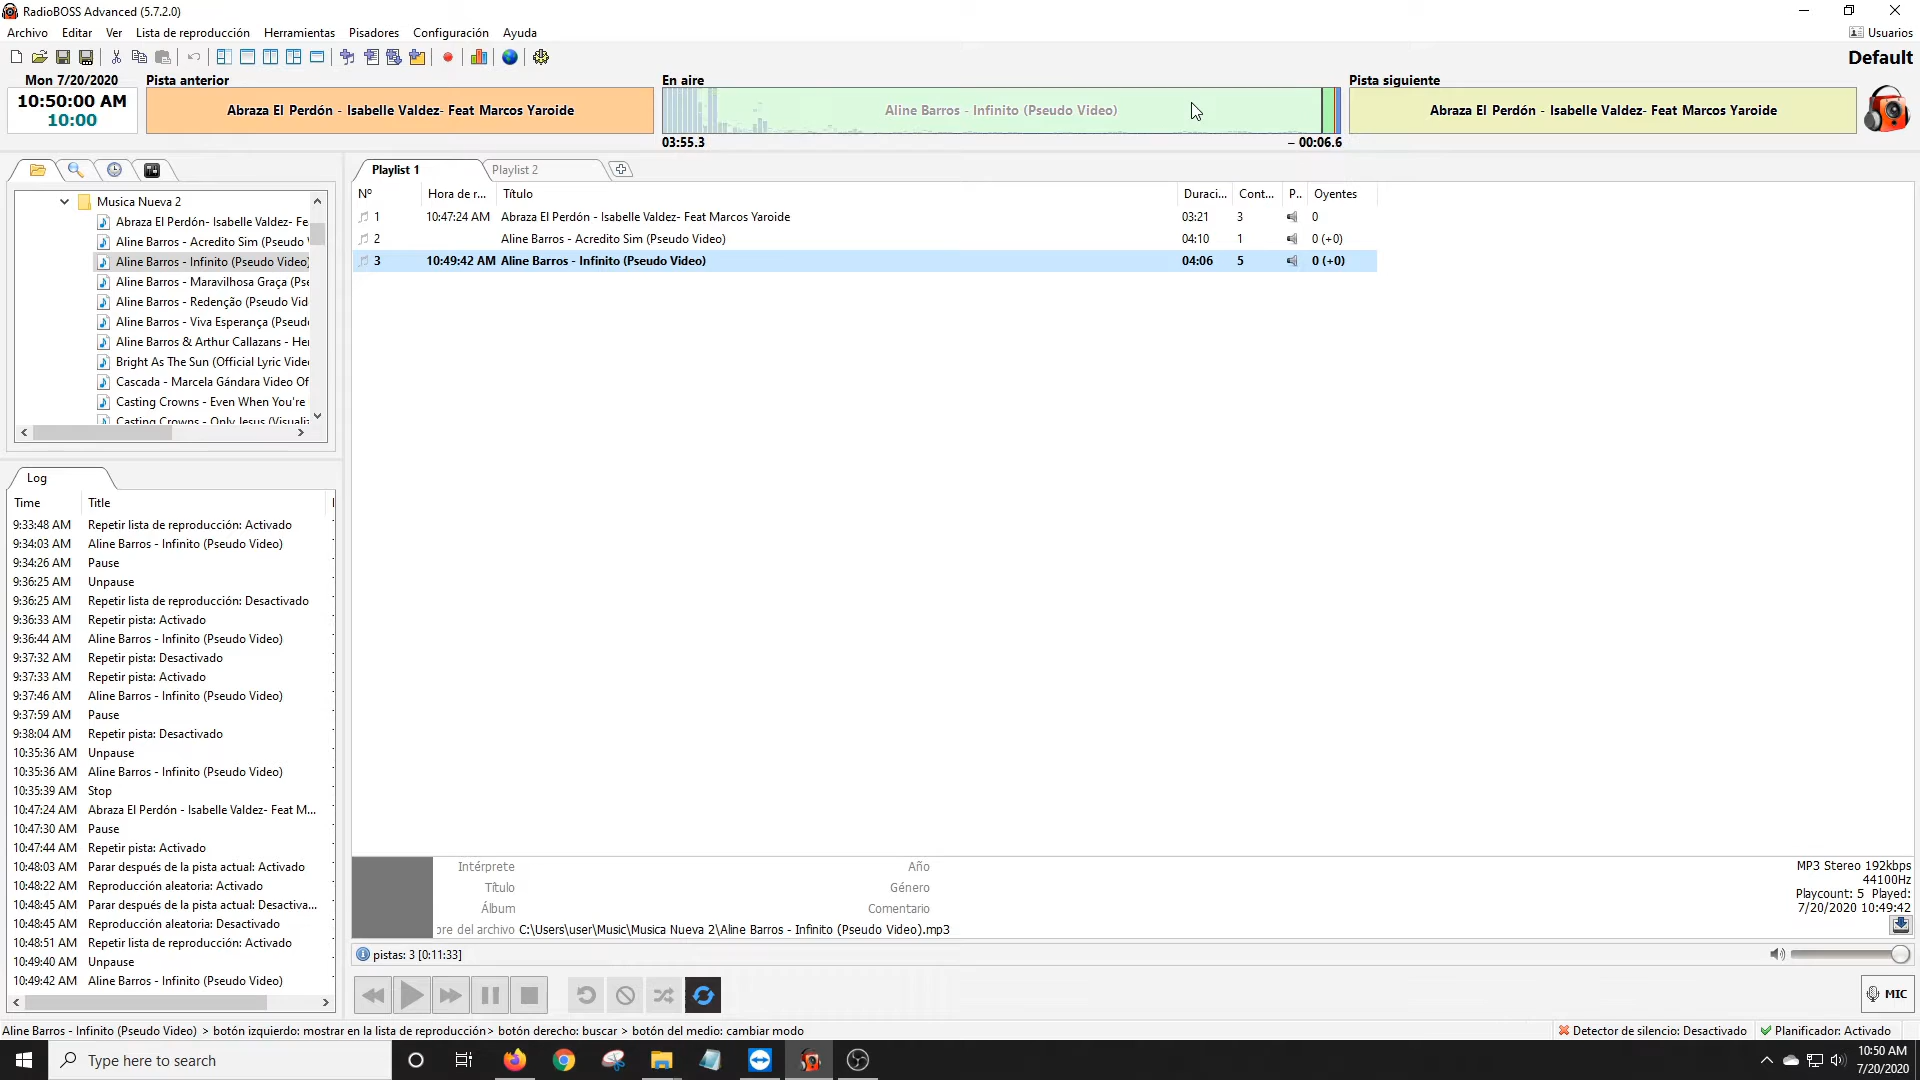 RadioBOSS Advanced (5.7.2.0)
Archivo Editar Ver Lista de reproducción Herramientas Pisadores Configuración Ayuda Usuarios
Default
Mon 7/20/2020 Pista anterior En aire Pista siguiente
10:50:00 AM
10:00
Abraza El Perdón - Isabelle Valdez- Feat Marcos Yaroide
Aline Barros - Infinito (Pseudo Video)
Abraza El Perdón - Isabelle Valdez- Feat Marcos Yaroide
03:55.3 – 00:06.6
Musica Nueva 2
Abraza El Perdón- Isabelle Valdez- Fe
Aline Barros - Acredito Sim (Pseudo
Aline Barros - Infinito (Pseudo Video)
Aline Barros - Maravilhosa Graça (Pse
Aline Barros - Redenção (Pseudo Vid
Aline Barros - Viva Esperança (Pseud
Aline Barros & Arthur Callazans - He
Bright As The Sun (Official Lyric Vide
Cascada - Marcela Gándara Video Of
Casting Crowns - Even When You're
Casting Crowns - Only Jesus (Visuali
Playlist 1 Playlist 2
Nº Hora de r... Título Duraci... Cont... P.. Oyentes
1 10:47:24 AM Abraza El Perdón - Isabelle Valdez- Feat Marcos Yaroide 03:21 3 0
2 Aline Barros - Acredito Sim (Pseudo Video) 04:10 1 0 (+0)
3 10:49:42 AM Aline Barros - Infinito (Pseudo Video) 04:06 5 0 (+0)
Log
Time Title
9:33:48 AM Repetir lista de reproducción: Activado
9:34:03 AM Aline Barros - Infinito (Pseudo Video)
9:34:26 AM Pause
9:36:25 AM Unpause
9:36:25 AM Repetir lista de reproducción: Desactivado
9:36:33 AM Repetir pista: Activado
9:36:44 AM Aline Barros - Infinito (Pseudo Video)
9:37:32 AM Repetir pista: Desactivado
9:37:33 AM Repetir pista: Activado
9:37:46 AM Aline Barros - Infinito (Pseudo Video)
9:37:59 AM Pause
9:38:04 AM Repetir pista: Desactivado
10:35:36 AM Unpause
10:35:36 AM Aline Barros - Infinito (Pseudo Video)
10:35:39 AM Stop
10:47:24 AM Abraza El Perdón - Isabelle Valdez- Feat M...
10:47:30 AM Pause
10:47:44 AM Repetir pista: Activado
10:48:03 AM Parar después de la pista actual: Activado
10:48:22 AM Reproducción aleatoria: Activado
10:48:45 AM Parar después de la pista actual: Desactiva...
10:48:45 AM Reproducción aleatoria: Desactivado
10:48:51 AM Repetir lista de reproducción: Activado
10:49:40 AM Unpause
10:49:42 AM Aline Barros - Infinito (Pseudo Video)
Intérprete Año
Título Género
Álbum Comentario
ore del archivo C:\Users\user\Music\Musica Nueva 2\Aline Barros - Infinito (Pseudo Video).mp3
MP3 Stereo 192kbps
44100Hz
Playcount: 5 Played:
7/20/2020 10:49:42
pistas: 3 [0:11:33]
MIC
Aline Barros - Infinito (Pseudo Video) > botón izquierdo: mostrar en la lista de reproducción> botón derecho: buscar > botón del medio: cambiar modo
Detector de silencio: Desactivado Planificador: Activado
Type here to search
10:50 AM
7/20/2020